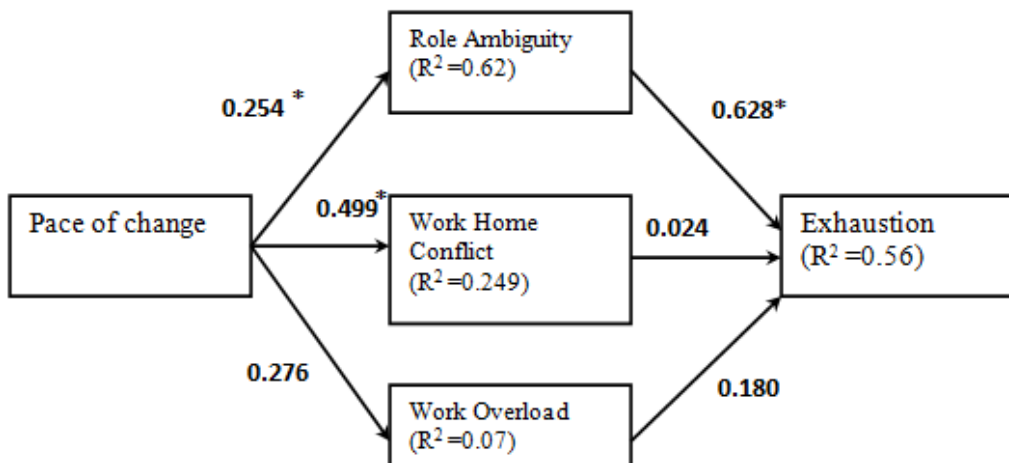 Role Ambiguity
(R² =0.62)
0.254 *
0.628*
Pace of change
0.499*
Work Home
Conflict
(R² =0.249)
0.024
Exhaustion
(R² =0.56)
0.276
Work Overload
(R² =0.07)
0.180